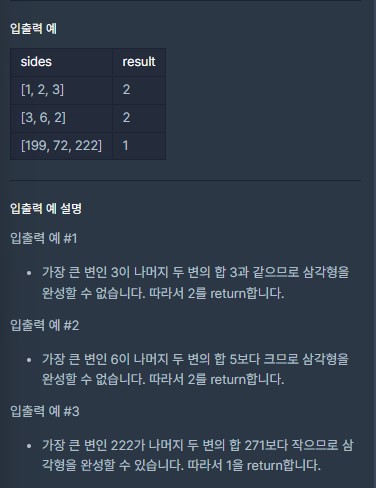 입출력 예
sides result
[1, 2, 3] 2
[3, 6, 2] 2
[199, 72, 222] 1
입출력 예 설명
입출력 예 #1
• 가장 큰 변인 3이 나머지 두 변의 합 3과 같으므로 삼각형을
완성할 수 없습니다. 따라서 2를 return합니다.
입출력 예 #2
• 가장 큰 변인 6이 나머지 두 변의 합 5보다 크므로 삼각형을
완성할 수 없습니다. 따라서 2를 return합니다.
입출력 예 #3
• 가장 큰 변인 222가 나머지 두 변의 합 271보다 작으므로 삼
각형을 완성할 수 있습니다. 따라서 1을 return합니다.